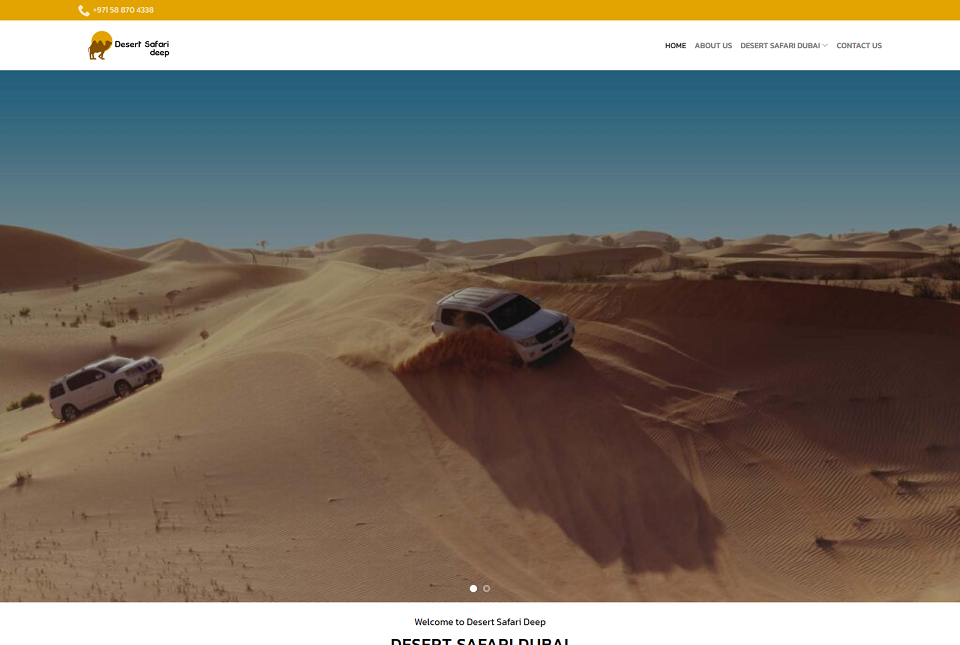 +971 58 870 4338
Desert Safari
deep
HOME ABOUT US DESERT SAFARI DUBAI CONTACT US
Welcome to Desert Safari Deep
DESERT SAFARI DUBAI